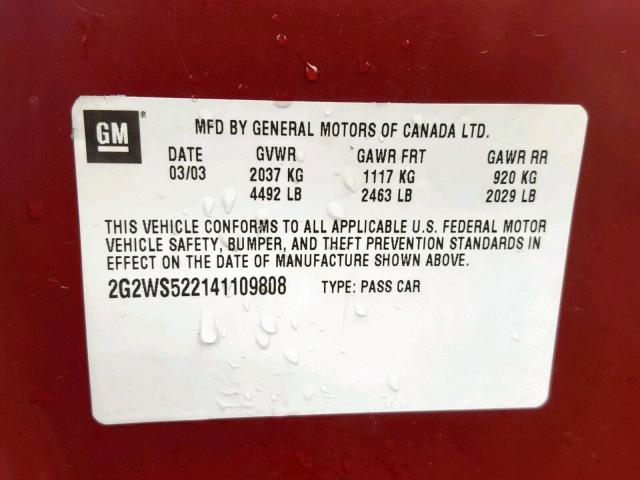 GM®
MFD BY GENERAL MOTORS OF CANADA LTD.
DATE GVWR GAWR FRT GAWR RR
03/03 2037 KG 1117 KG 920 KG
4492 LB 2463 LB 2029 LB
THIS VEHICLE CONFORMS TO ALL APPLICABLE U.S. FEDERAL MOTOR
VEHICLE SAFETY, BUMPER, AND THEFT PREVENTION STANDARDS IN
EFFECT ON THE DATE OF MANUFACTURE SHOWN ABOVE.
2G2WS522141109808 TYPE: PASS CAR